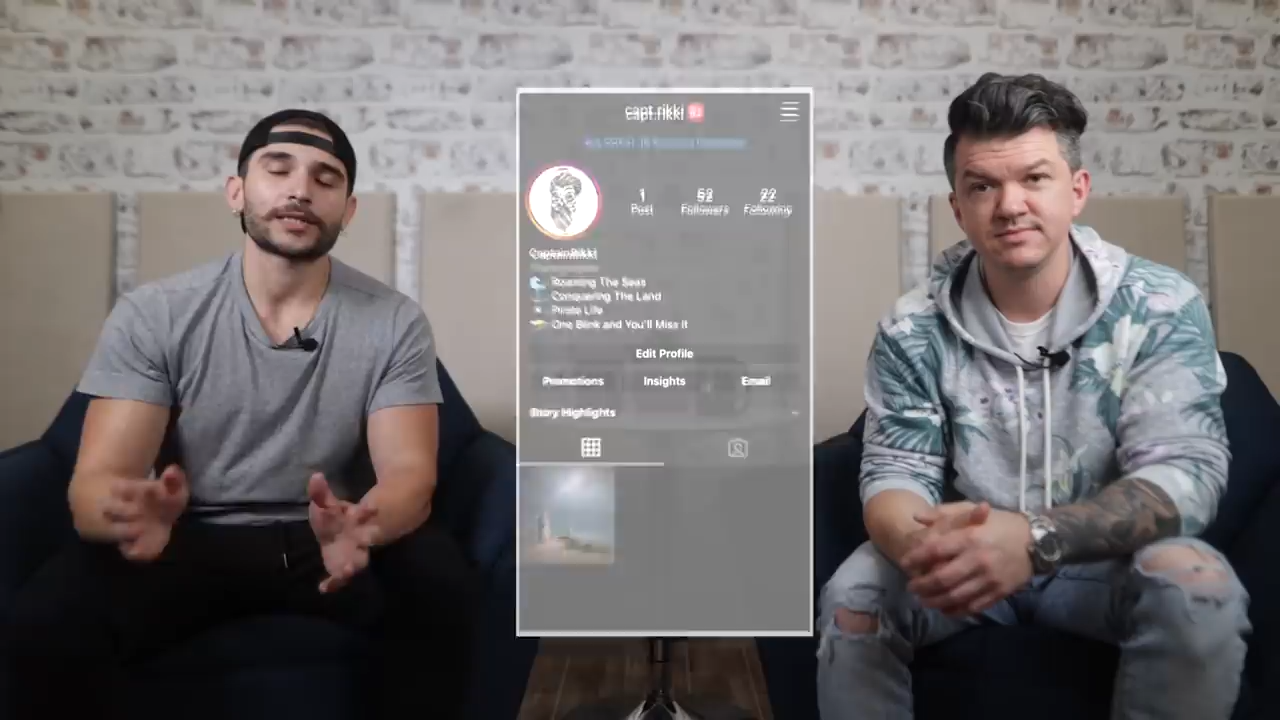 capt.rikki
1 52 22
Post Followers Following
CaptainRikki
Roaming The Seas
Conquering The Land
Pirate Life
One Blink and You'll Miss It
Edit Profile
Promotions Insights Email
Story Highlights